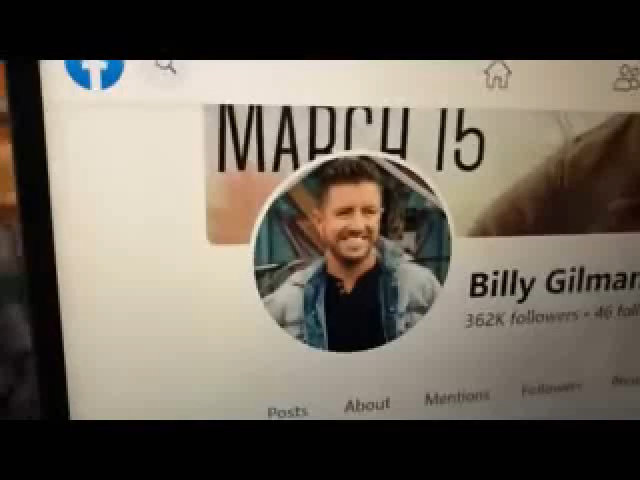 MARCH 15
Billy Gilman
362K followers • 46
Posts About Mentions Followers